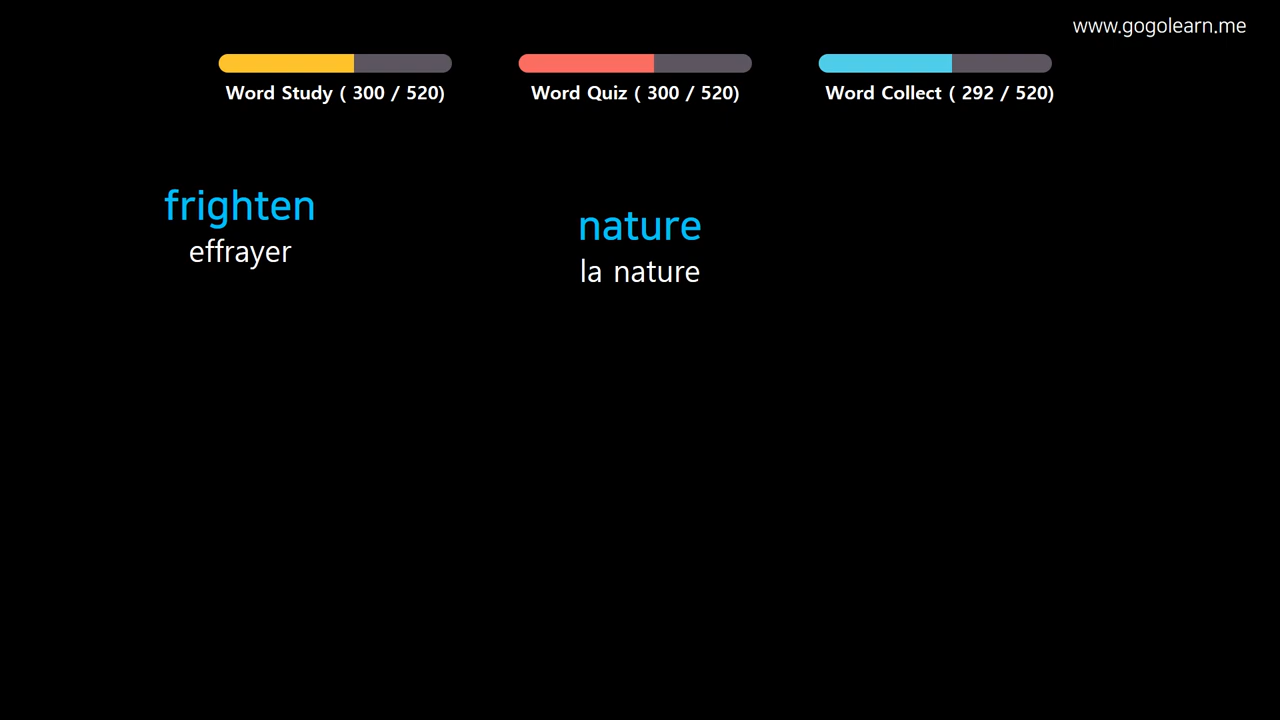 www.gogolearn.me
Word Study ( 300 / 520)
Word Quiz ( 300 / 520)
Word Collect ( 292 / 520)
frighten
effrayer
nature
la nature